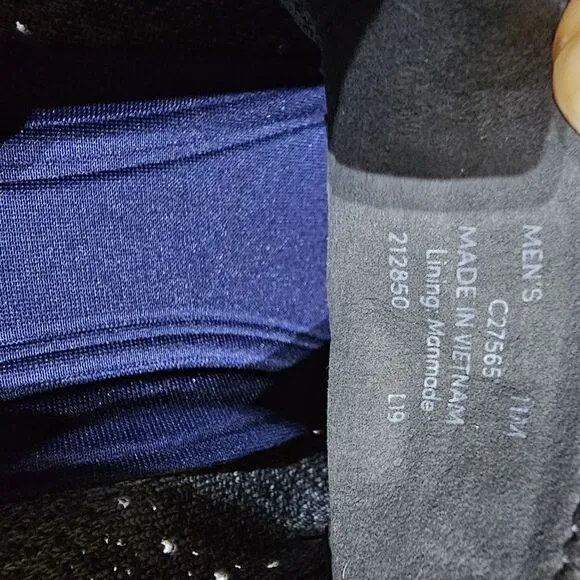 MEN'S 11M
C27565
MADE IN VIETNAM
Lining: Manmade
212850 L19